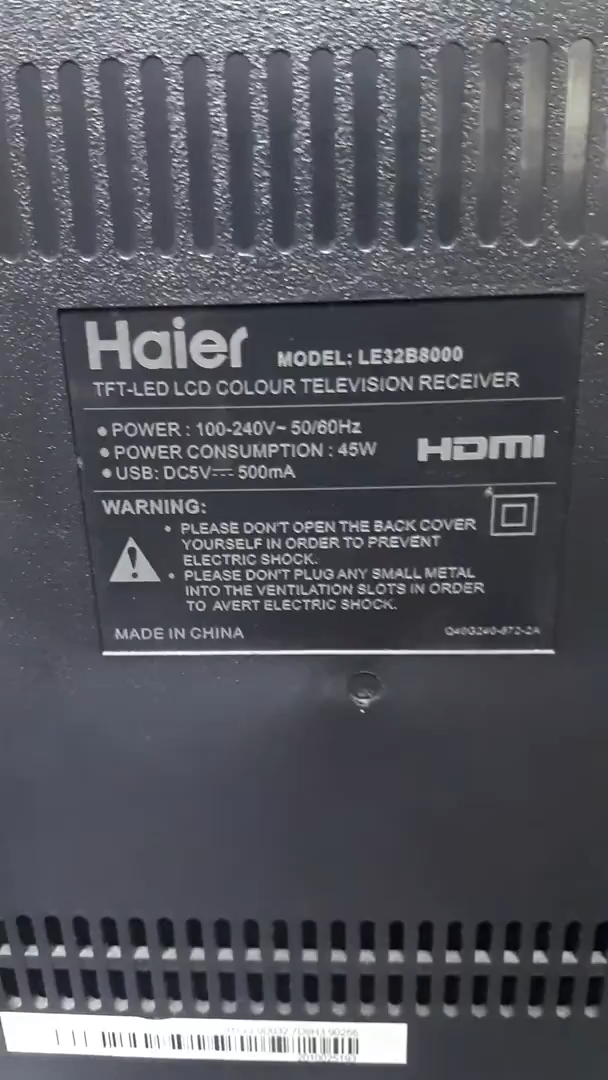 Haier MODEL: LE32B8000
TFT-LED LCD COLOUR TELEVISION RECEIVER
• POWER : 100-240V~ 50/60Hz
• POWER CONSUMPTION : 45W
• USB: DC5V⎓ 500mA
HDMI
WARNING:
• PLEASE DON'T OPEN THE BACK COVER
YOURSELF IN ORDER TO PREVENT
ELECTRIC SHOCK.
• PLEASE DON'T PLUG ANY SMALL METAL
INTO THE VENTILATION SLOTS IN ORDER
TO AVERT ELECTRIC SHOCK.
MADE IN CHINA